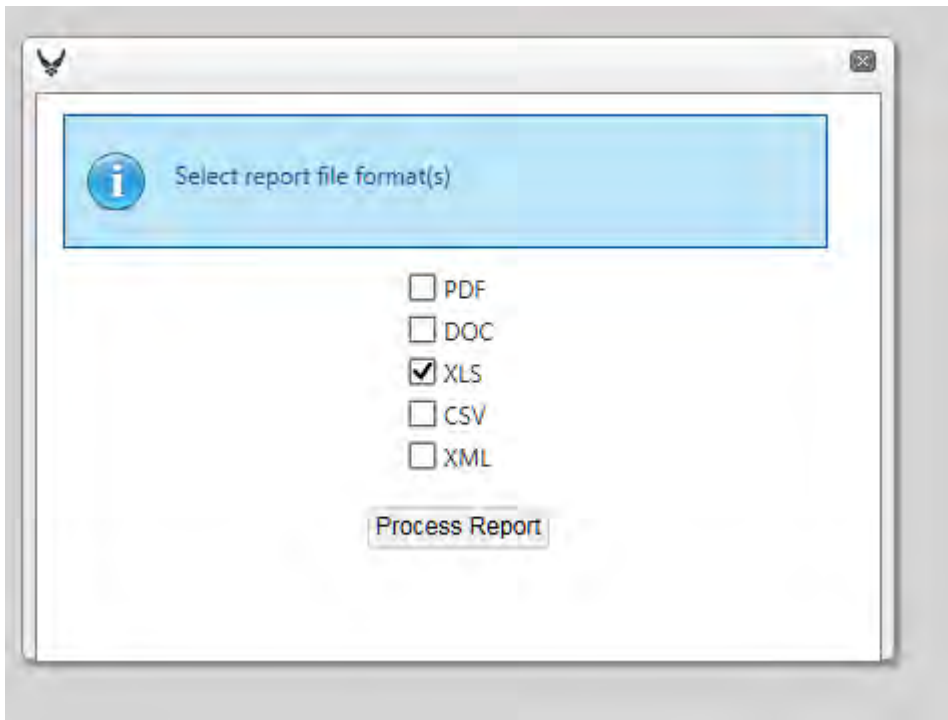 Select report file format(s)
PDF
DOC
XLS
CSV
XML
Process Report